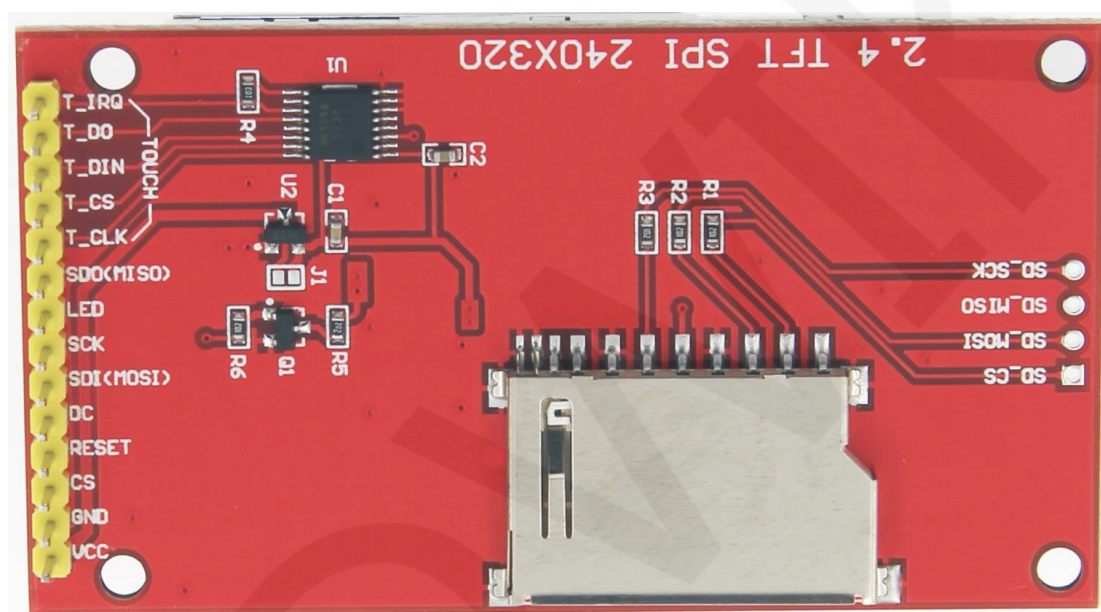 2.4 TFT SPI 240X320
U1
T_IRQ
T_DO
T_DIN
T_CS
T_CLK
TOUCH
SDO(MISO)
LED
SCK
SDI(MOSI)
DC
RESET
CS
GND
VCC
R4
103
C2
U2
C1
J1
R6
Q1
R5
R3
R2
R1
SD_SCK
SD_MISO
SD_MOSI
SD_CS